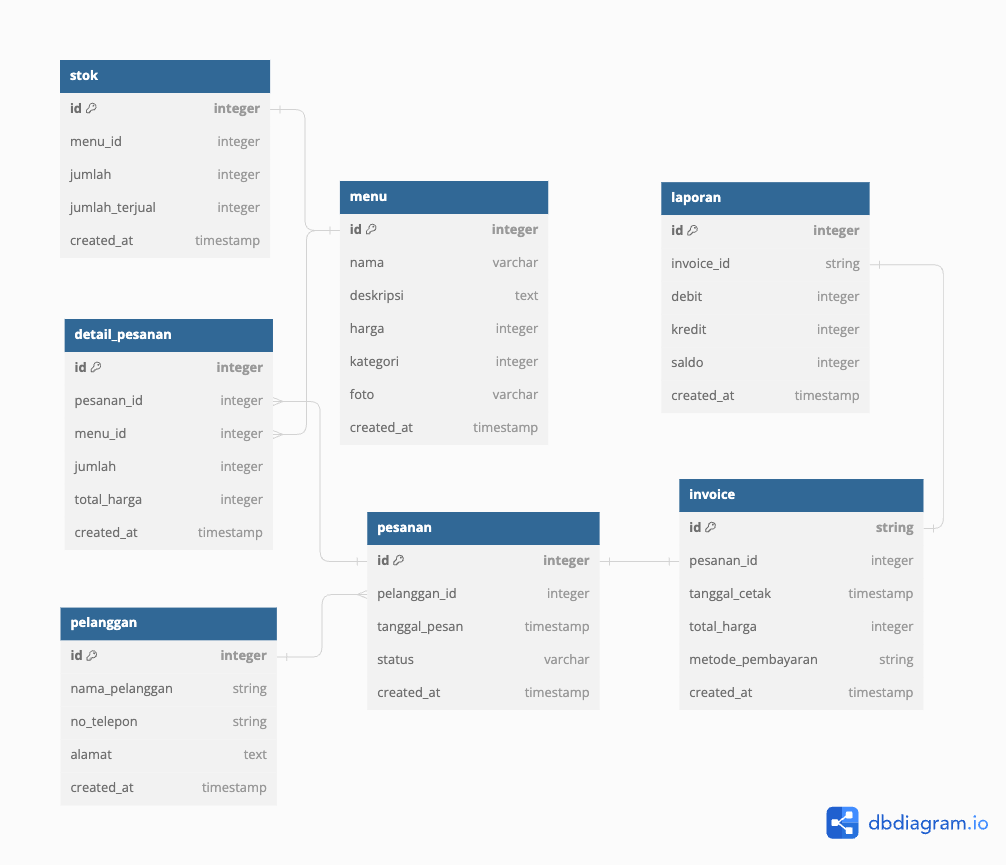 stok
id integer
menu_id integer
jumlah integer
jumlah_terjual integer
created_at timestamp
menu
id integer
nama varchar
deskripsi text
harga integer
kategori integer
foto varchar
created_at timestamp
laporan
id integer
invoice_id string
debit integer
kredit integer
saldo integer
created_at timestamp
detail_pesanan
id integer
pesanan_id integer
menu_id integer
jumlah integer
total_harga integer
created_at timestamp
pesanan
id integer
pelanggan_id integer
tanggal_pesan timestamp
status varchar
created_at timestamp
invoice
id string
pesanan_id integer
tanggal_cetak timestamp
total_harga integer
metode_pembayaran string
created_at timestamp
pelanggan
id integer
nama_pelanggan string
no_telepon string
alamat text
created_at timestamp
dbdiagram.io